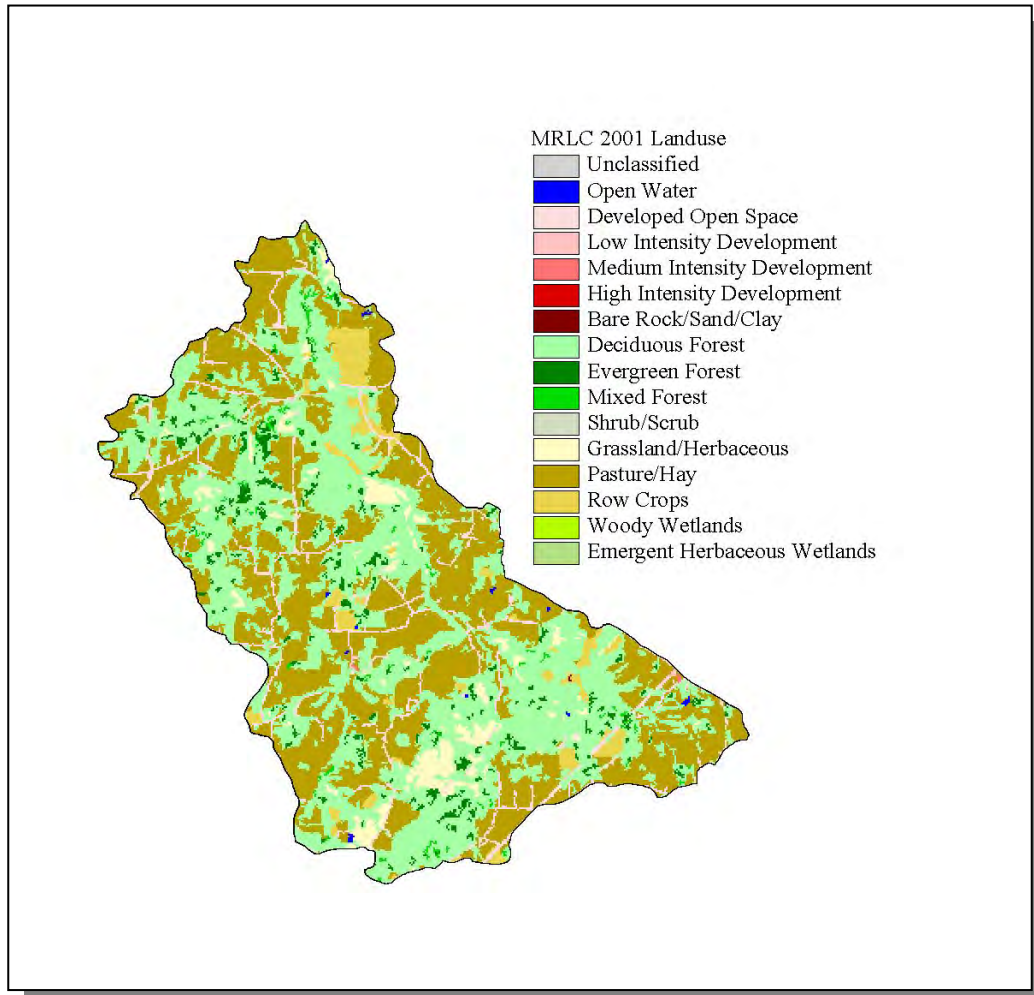 MRLC 2001 Landuse
Unclassified
Open Water
Developed Open Space
Low Intensity Development
Medium Intensity Development
High Intensity Development
Bare Rock/Sand/Clay
Deciduous Forest
Evergreen Forest
Mixed Forest
Shrub/Scrub
Grassland/Herbaceous
Pasture/Hay
Row Crops
Woody Wetlands
Emergent Herbaceous Wetlands